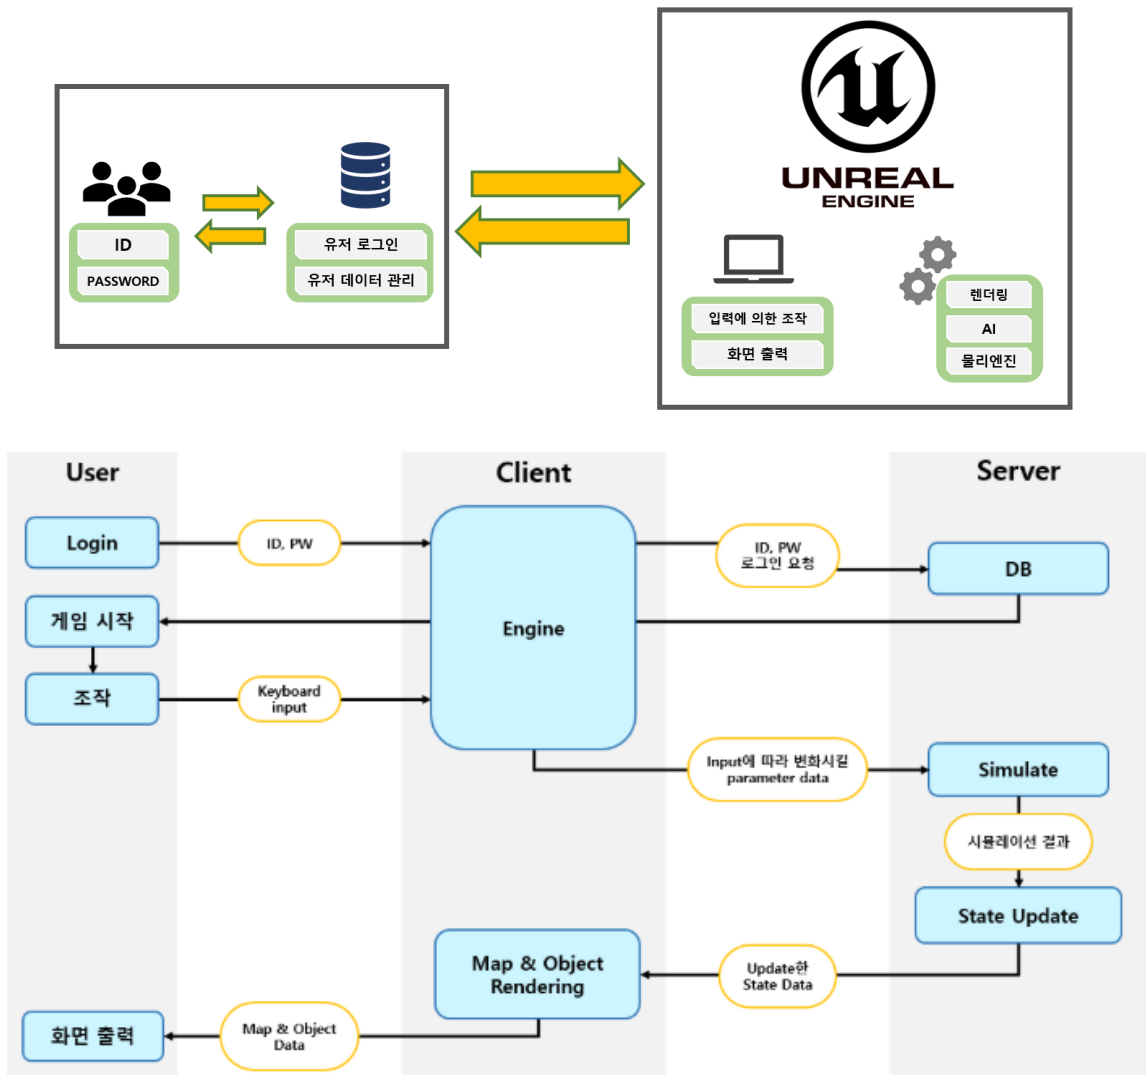 UNREAL
ENGINE
ID
PASSWORD
유저 로그인
유저 데이터 관리
입력에 의한 조작
화면 출력
렌더링
AI
물리엔진
User
Client
Server
Login
ID, PW
ID, PW
로그인 요청
DB
게임 시작
Engine
조작
Keyboard
input
Input에 따라 변화시킬
parameter data
Simulate
시뮬레이션 결과
State Update
Map & Object
Rendering
Update한
State Data
화면 출력
Map & Object
Data